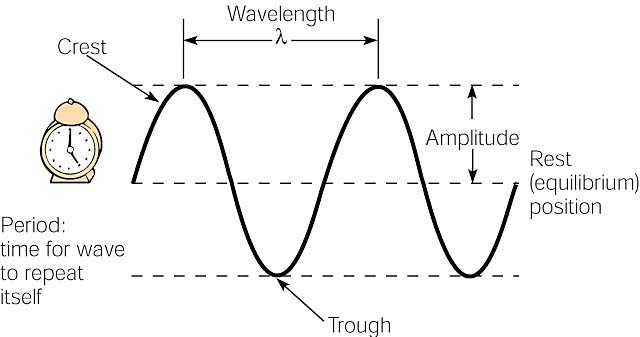 Wavelength
λ
Crest
Amplitude
Rest
(equilibrium)
position
Period:
time for wave
to repeat
itself
Trough